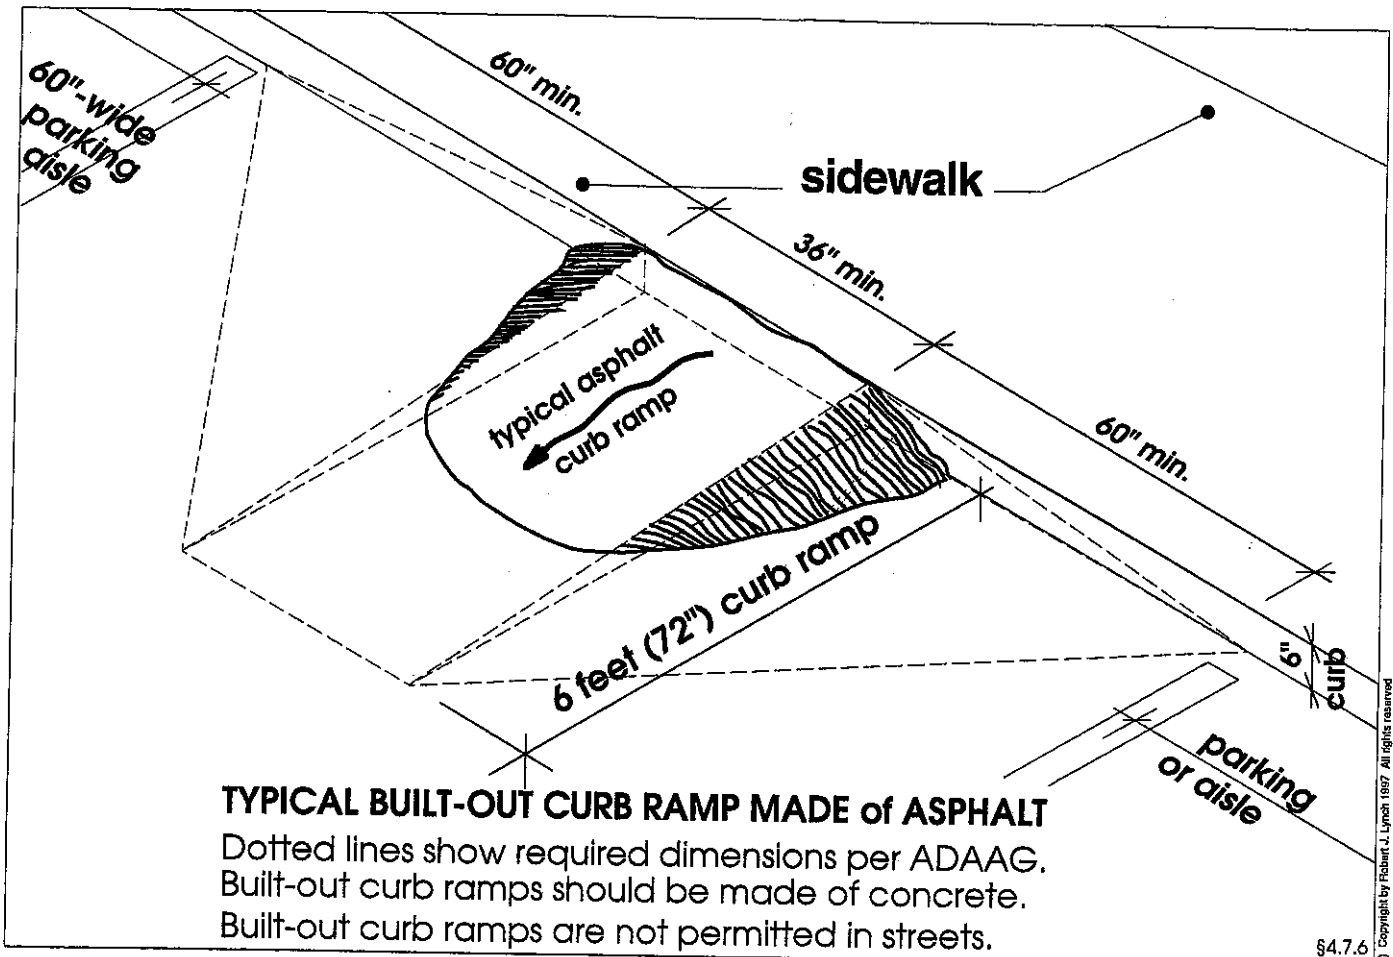 60"-wide
parking
aisle
60" min.
sidewalk
36" min.
typical asphalt
curb ramp
60" min.
6 feet (72") curb ramp
6"
curb
parking
or aisle
TYPICAL BUILT-OUT CURB RAMP MADE of ASPHALT
Dotted lines show required dimensions per ADAAG.
Built-out curb ramps should be made of concrete.
Built-out curb ramps are not permitted in streets.
§4.7.6
Copyright by Robert J. Lynch 1997 All rights reserved